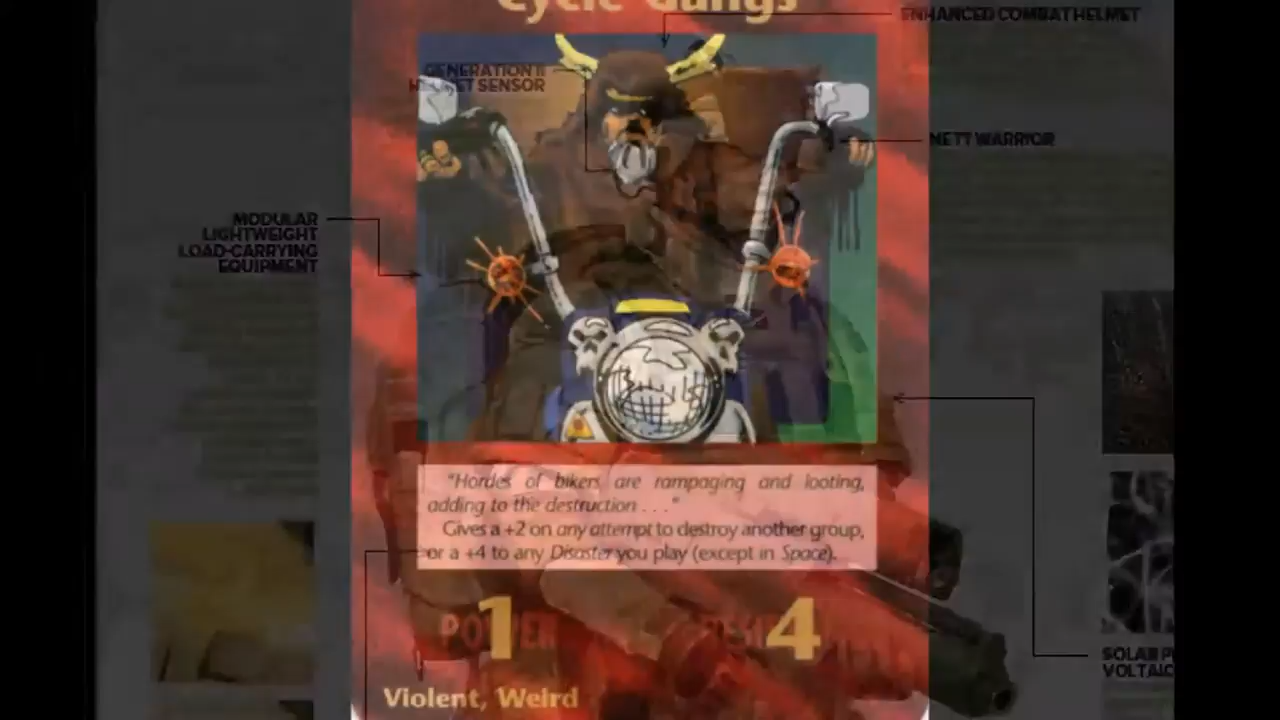 Cycle Gangs
ENHANCED COMBAT HELMET
GENERATION II
HELMET SENSOR
NETT WARRIOR
MODULAR
LIGHTWEIGHT
LOAD-CARRYING
EQUIPMENT
"Hordes of bikers are rampaging and looting,
adding to the destruction . . ."
Gives a +2 on any attempt to destroy another group,
or a +4 to any Disaster you play (except in Space).
POWER
1
4
SOLAR
VOLTAIC
Violent, Weird